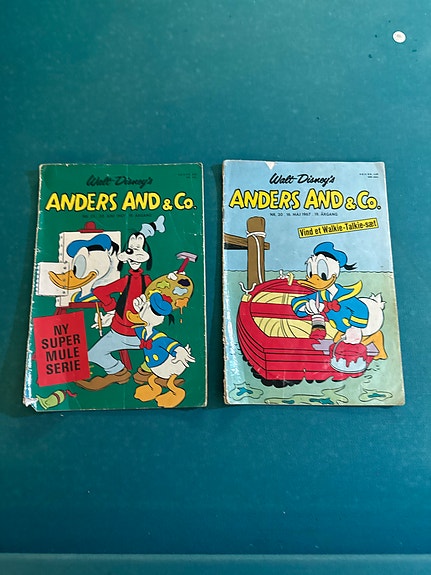 Walt Disney's
ANDERS AND & Co.
NY
SUPER
MULE
SERIE
Walt Disney's
ANDERS AND & Co.
NR. 20 16. MAJ 1967 19. ÅRGANG
Vind et Walkie-Talkie-sæt